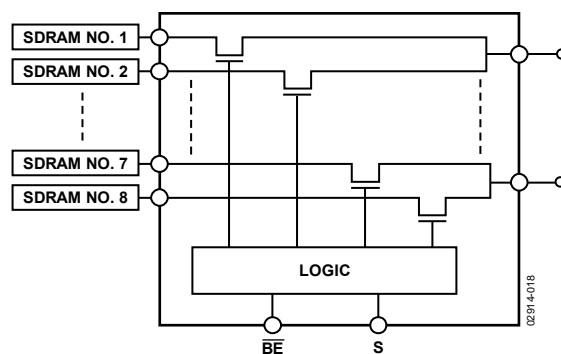 SDRAM NO. 1
SDRAM NO. 2
SDRAM NO. 7
SDRAM NO. 8
LOGIC
BE
S
02914-018